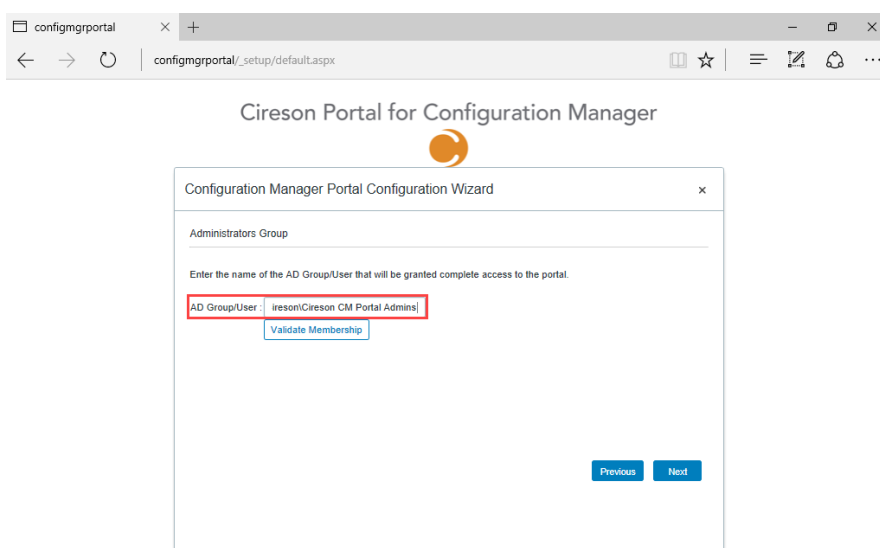 configmgrportal
configmgrportal/_setup/default.aspx
Cireson Portal for Configuration Manager
Configuration Manager Portal Configuration Wizard
Administrators Group
Enter the name of the AD Group/User that will be granted complete access to the portal.
AD Group/User : ireson\Cireson CM Portal Admins
Validate Membership
Previous Next